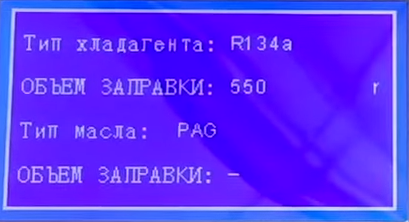 Тип хладагента: R134a
ОБЪЕМ ЗАПРАВКИ: 550 г
Тип масла: PAG
ОБЪЕМ ЗАПРАВКИ: -